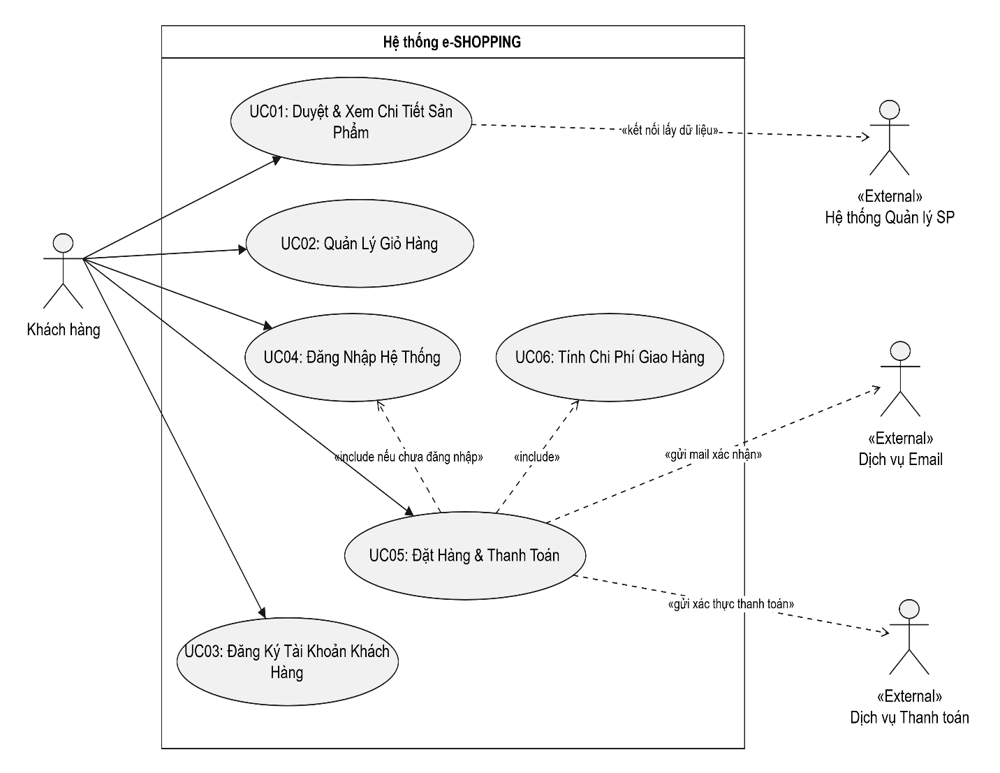 Hệ thống e-SHOPPING
UC01: Duyệt & Xem Chi Tiết Sản
Phẩm
«kết nối lấy dữ liệu»
«External»
Hệ thống Quản lý SP
UC02: Quản Lý Giỏ Hàng
Khách hàng
UC04: Đăng Nhập Hệ Thống
UC06: Tính Chi Phí Giao Hàng
«include nếu chưa đăng nhập»
«include»
«gửi mail xác nhận»
«External»
Dịch vụ Email
UC05: Đặt Hàng & Thanh Toán
«gửi xác thực thanh toán»
UC03: Đăng Ký Tài Khoản Khách
Hàng
«External»
Dịch vụ Thanh toán